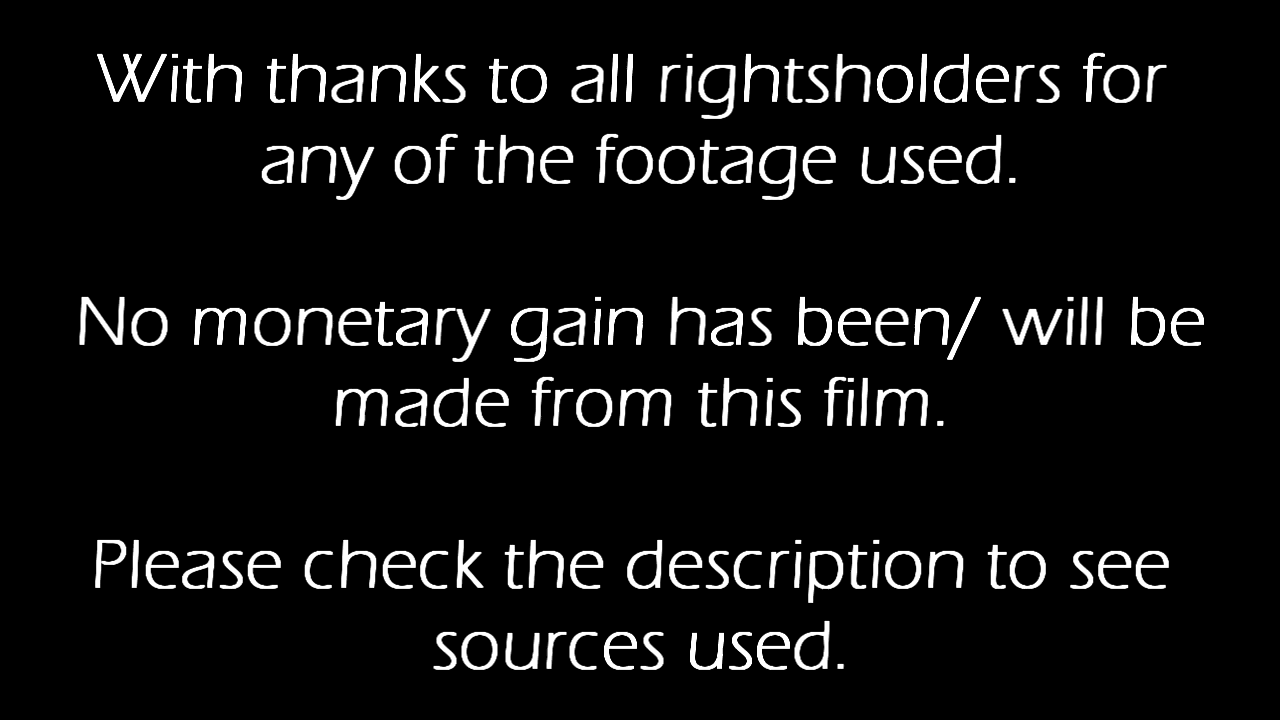 With thanks to all rightsholders for
any of the footage used.
No monetary gain has been/ will be
made from this film.
Please check the description to see
sources used.